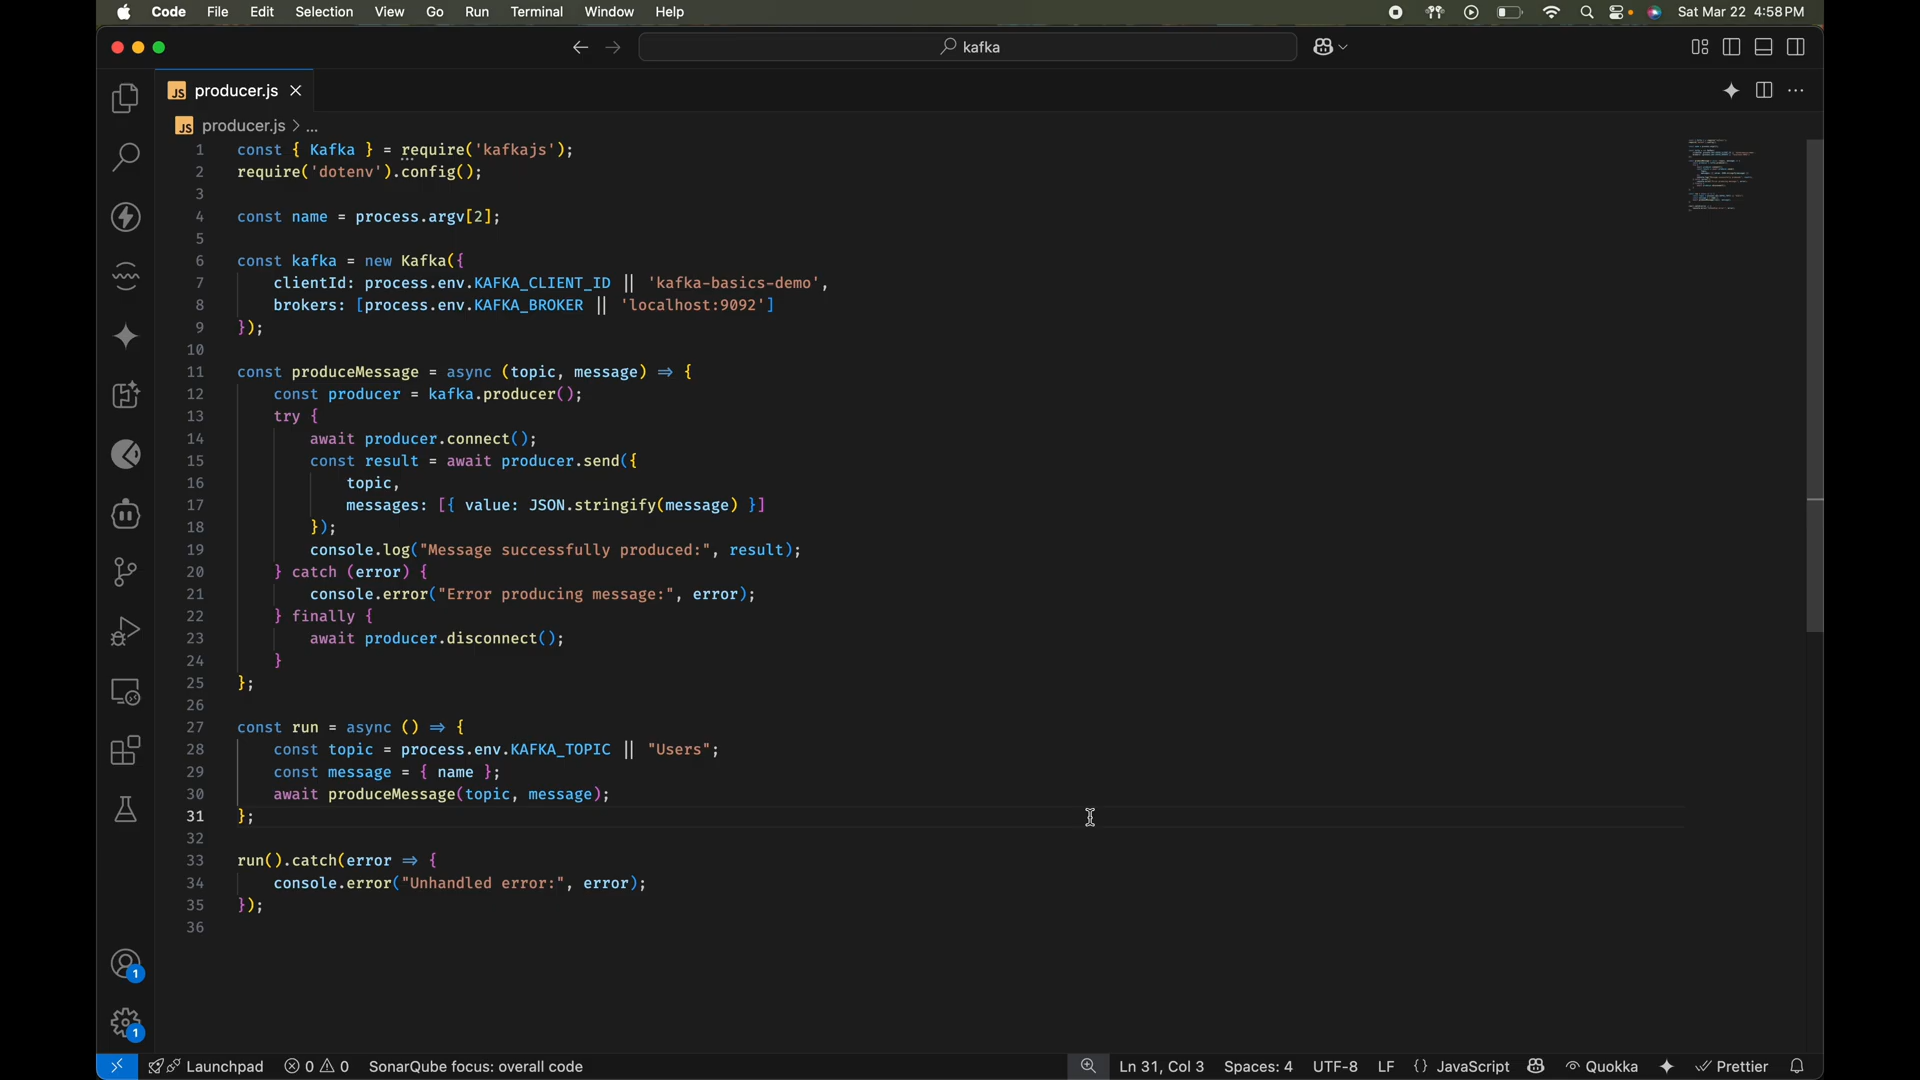 Code File Edit Selection View Go Run Terminal Window Help Sat Mar 22 4:58 PM
kafka
JS producer.js
JS producer.js > ...
1 const { Kafka } = require('kafkajs');
2 require('dotenv').config();
3
4 const name = process.argv[2];
5
6 const kafka = new Kafka({
7 clientId: process.env.KAFKA_CLIENT_ID || 'kafka-basics-demo',
8 brokers: [process.env.KAFKA_BROKER || 'localhost:9092']
9 });
10
11 const produceMessage = async (topic, message) ⇒ {
12 const producer = kafka.producer();
13 try {
14 await producer.connect();
15 const result = await producer.send({
16 topic,
17 messages: [{ value: JSON.stringify(message) }]
18 });
19 console.log("Message successfully produced:", result);
20 } catch (error) {
21 console.error("Error producing message:", error);
22 } finally {
23 await producer.disconnect();
24 }
25 };
26
27 const run = async () ⇒ {
28 const topic = process.env.KAFKA_TOPIC || "Users";
29 const message = { name };
30 await produceMessage(topic, message);
31 };
32
33 run().catch(error ⇒ {
34 console.error("Unhandled error:", error);
35 });
36
1
1
Launchpad 0 0 SonarQube focus: overall code Ln 31, Col 3 Spaces: 4 UTF-8 LF {} JavaScript Quokka Prettier